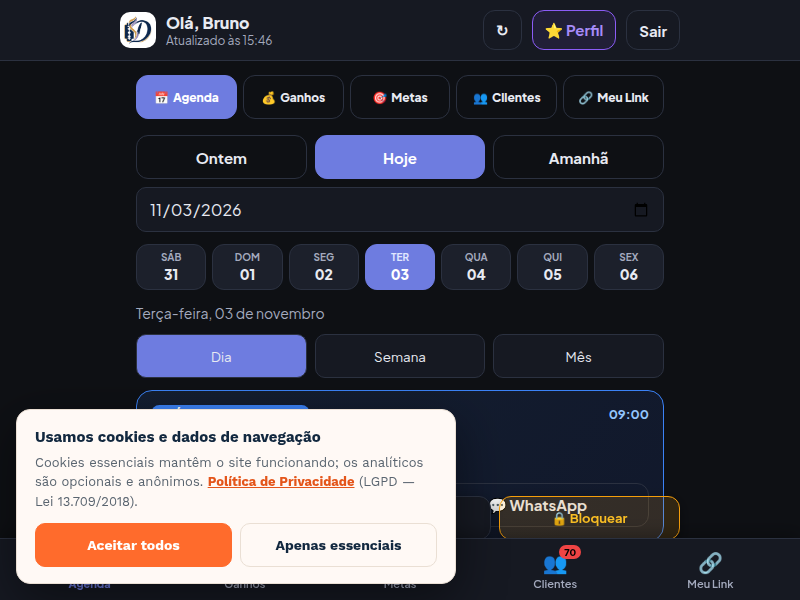 Olá, Bruno
Atualizado às 15:46
↻
⭐ Perfil
Sair
📅 Agenda
💰 Ganhos
🎯 Metas
👥 Clientes
🔗 Meu Link
Ontem
Hoje
Amanhã
11/03/2026
SÁB
31
DOM
01
SEG
02
TER
03
QUA
04
QUI
05
SEX
06
Terça-feira, 03 de novembro
Dia
Semana
Mês
09:00
Usamos cookies e dados de navegação
Cookies essenciais mantêm o site funcionando; os analíticos
são opcionais e anônimos. Política de Privacidade (LGPD —
Lei 13.709/2018).
Aceitar todos
Apenas essenciais
💬 WhatsApp
🔒 Bloquear
Agenda
Ganhos
Metas
70
Clientes
Meu Link